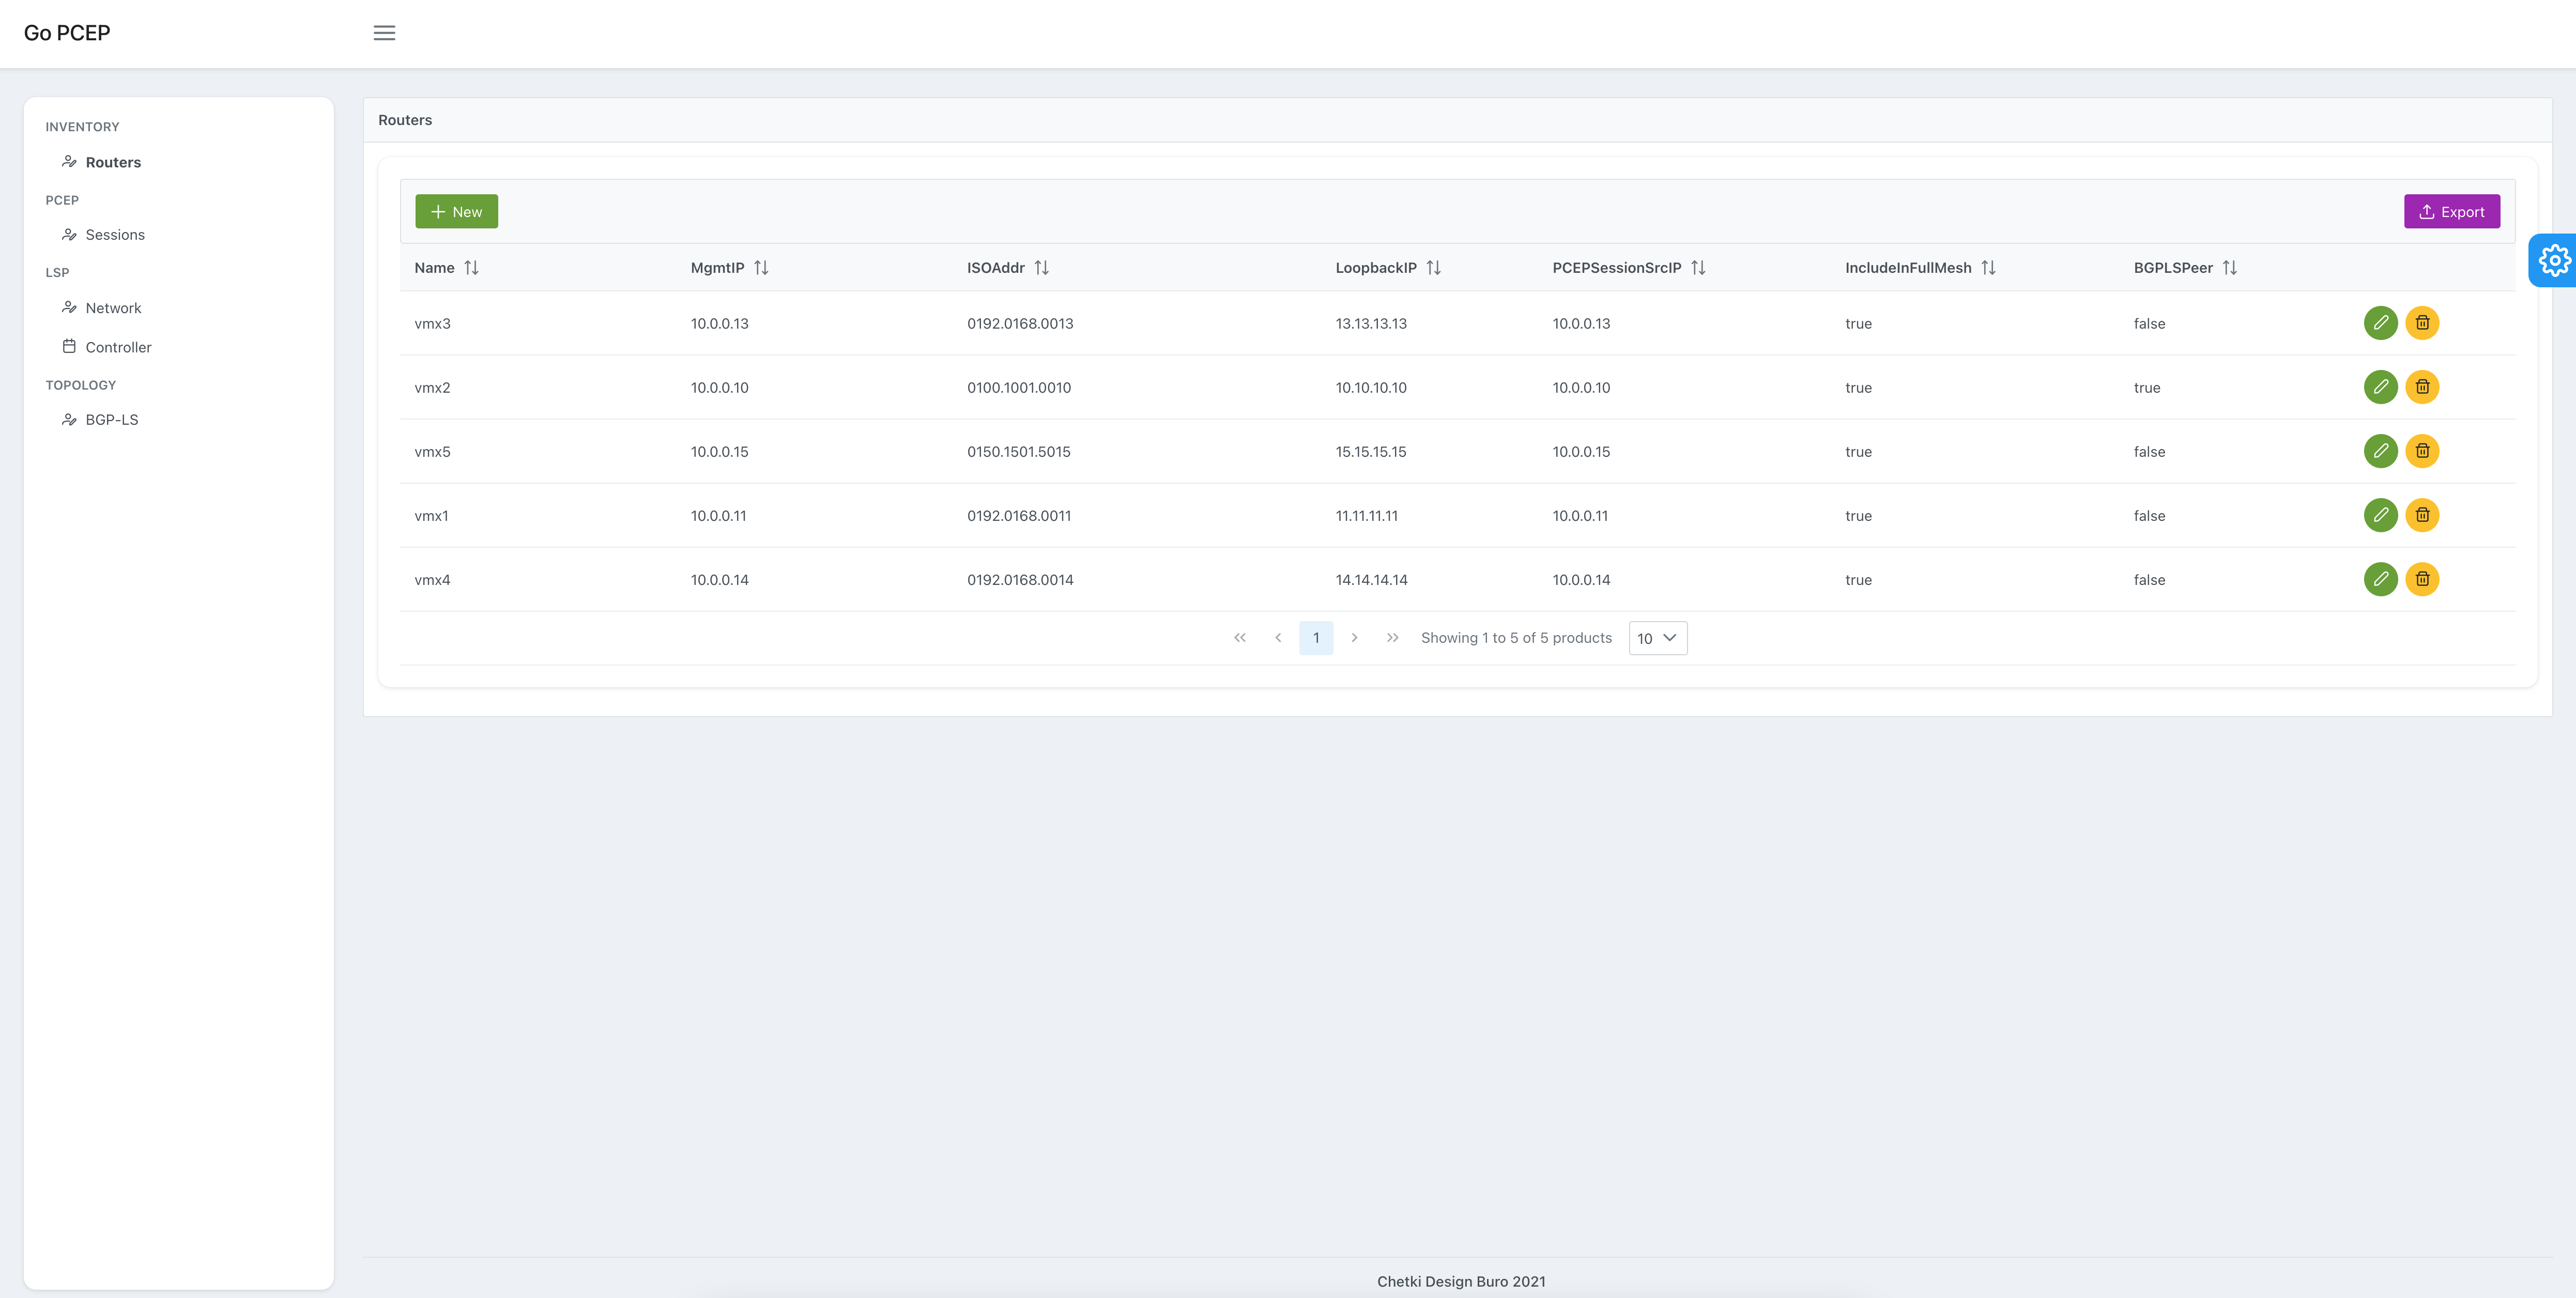 Go PCEP
INVENTORY
Routers
PCEP
Sessions
LSP
Network
Controller
TOPOLOGY
BGP-LS
Routers
New Export
Name MgmtIP ISOAddr LoopbackIP PCEPSessionSrcIP IncludeInFullMesh BGPLSPeer
vmx3 10.0.0.13 0192.0168.0013 13.13.13.13 10.0.0.13 true false
vmx2 10.0.0.10 0100.1001.0010 10.10.10.10 10.0.0.10 true true
vmx5 10.0.0.15 0150.1501.5015 15.15.15.15 10.0.0.15 true false
vmx1 10.0.0.11 0192.0168.0011 11.11.11.11 10.0.0.11 true false
vmx4 10.0.0.14 0192.0168.0014 14.14.14.14 10.0.0.14 true false
1 Showing 1 to 5 of 5 products 10
Chetki Design Buro 2021